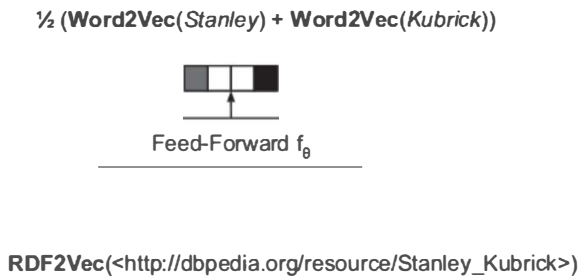 ½ (Word2Vec(Stanley) + Word2Vec(Kubrick))
Feed-Forward fθ
RDF2Vec(<http://dbpedia.org/resource/Stanley_Kubrick>)